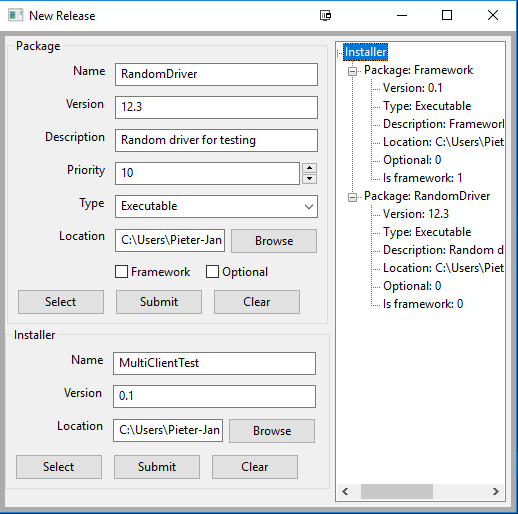 New Release
Package
Name RandomDriver
Version 12.3
Description Random driver for testing
Priority 10
Type Executable
Location C:\Users\Pieter-Jan Browse
Framework Optional
Select Submit Clear
Installer
Name MultiClientTest
Version 0.1
Location C:\Users\Pieter-Jan Browse
Select Submit Clear
Installer
Package: Framework
Version: 0.1
Type: Executable
Description: Framework
Location: C:\Users\Piet
Optional: 0
Is framework: 1
Package: RandomDriver
Version: 12.3
Type: Executable
Description: Random d
Location: C:\Users\Piet
Optional: 0
Is framework: 0